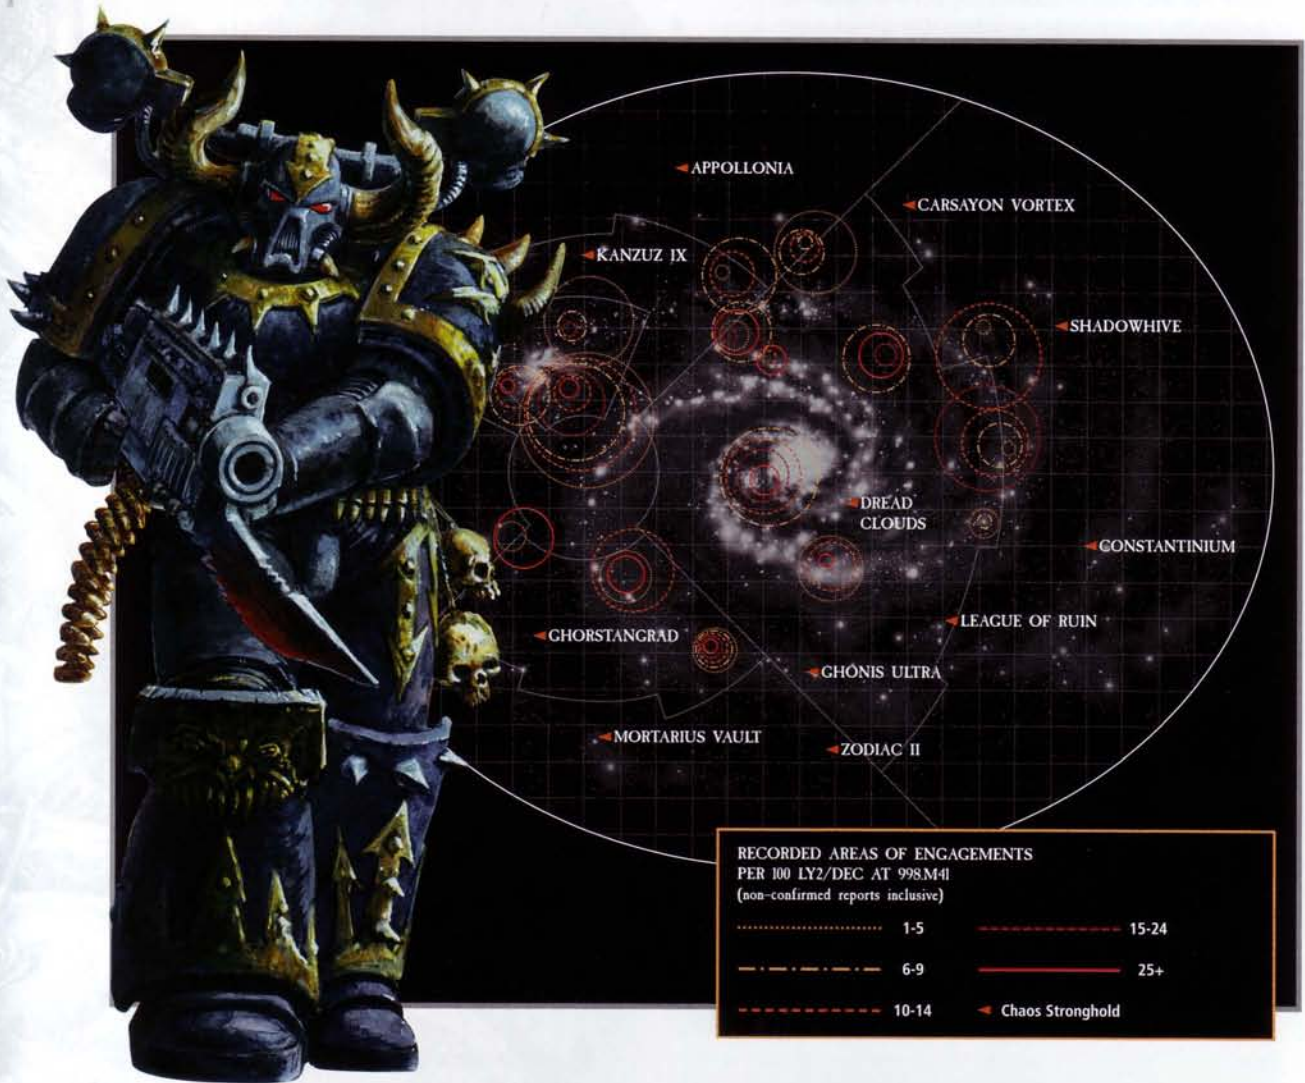 APPOLLONIA
CARSAYON VORTEX
KANZUZ IX
SHADOWHIVE
DREAD
CLOUDS
CONSTANTINIUM
LEAGUE OF RUIN
GHORSTANGRAD
GHONIS ULTRA
MORTARIUS VAULT
ZODIAC II
RECORDED AREAS OF ENGAGEMENTS
PER 100 LY2/DEC AT 998.M41
(non-confirmed reports inclusive)
1-5
15-24
6-9
25+
10-14
Chaos Stronghold